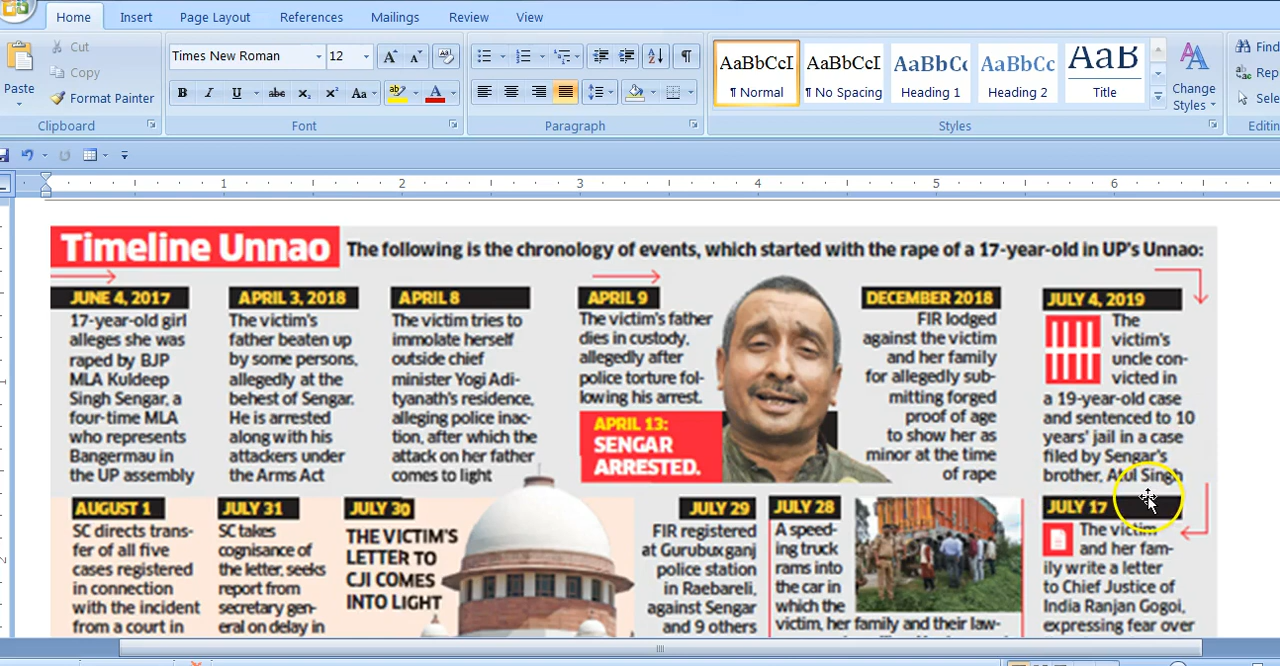 Home Insert Page Layout References Mailings Review View
Cut
Copy
Paste
Format Painter
Clipboard
Times New Roman 12
Font
Paragraph
AaBbCcI AaBbCcI AaBbCc AaBbCc AaB
¶ Normal ¶ No Spacing Heading 1 Heading 2 Title
Change
Styles
Styles
Find
Rep
Sele
Editin
1 2 3 4 5 6
Timeline Unnao
The following is the chronology of events, which started with the rape of a 17-year-old in UP's Unnao:
JUNE 4, 2017
17-year-old girl
alleges she was
raped by BJP
MLA Kuldeep
Singh Sengar, a
four-time MLA
who represents
Bangermau in
the UP assembly
APRIL 3, 2018
The victim's
father beaten up
by some persons,
allegedly at the
behest of Sengar.
He is arrested
along with his
attackers under
the Arms Act
APRIL 8
The victim tries to
immolate herself
outside chief
minister Yogi Adi-
tyanath's residence,
alleging police inac-
tion, after which the
attack on her father
comes to light
APRIL 9
The victim's father
dies in custody,
allegedly after
police torture fol-
lowing his arrest.
APRIL 13:
SENGAR
ARRESTED.
DECEMBER 2018
FIR lodged
against the victim
and her family
for allegedly sub-
mitting forged
proof of age
to show her as
minor at the time
of rape
JULY 4, 2019
The
victim's
uncle con-
victed in
a 19-year-old case
and sentenced to 10
years' jail in a case
filed by Sengar's
brother, Atul Singh
JULY 17
The victim
and her fam-
ily write a letter
to Chief Justice of
India Ranjan Gogoi,
expressing fear over
JULY 28
A speed-
ing truck
rams into
the car in
which the
victim, her family and their law-
JULY 29
FIR registered
at Gurubuxganj
police station
in Raebareli,
against Sengar
and 9 others
JULY 30
THE VICTIM'S
LETTER TO
CJI COMES
INTO LIGHT
JULY 31
SC takes
cognisance of
the letter, seeks
report from
secretary gen-
eral on delay in
AUGUST 1
SC directs trans-
fer of all five
cases registered
in connection
with the incident
from a court in